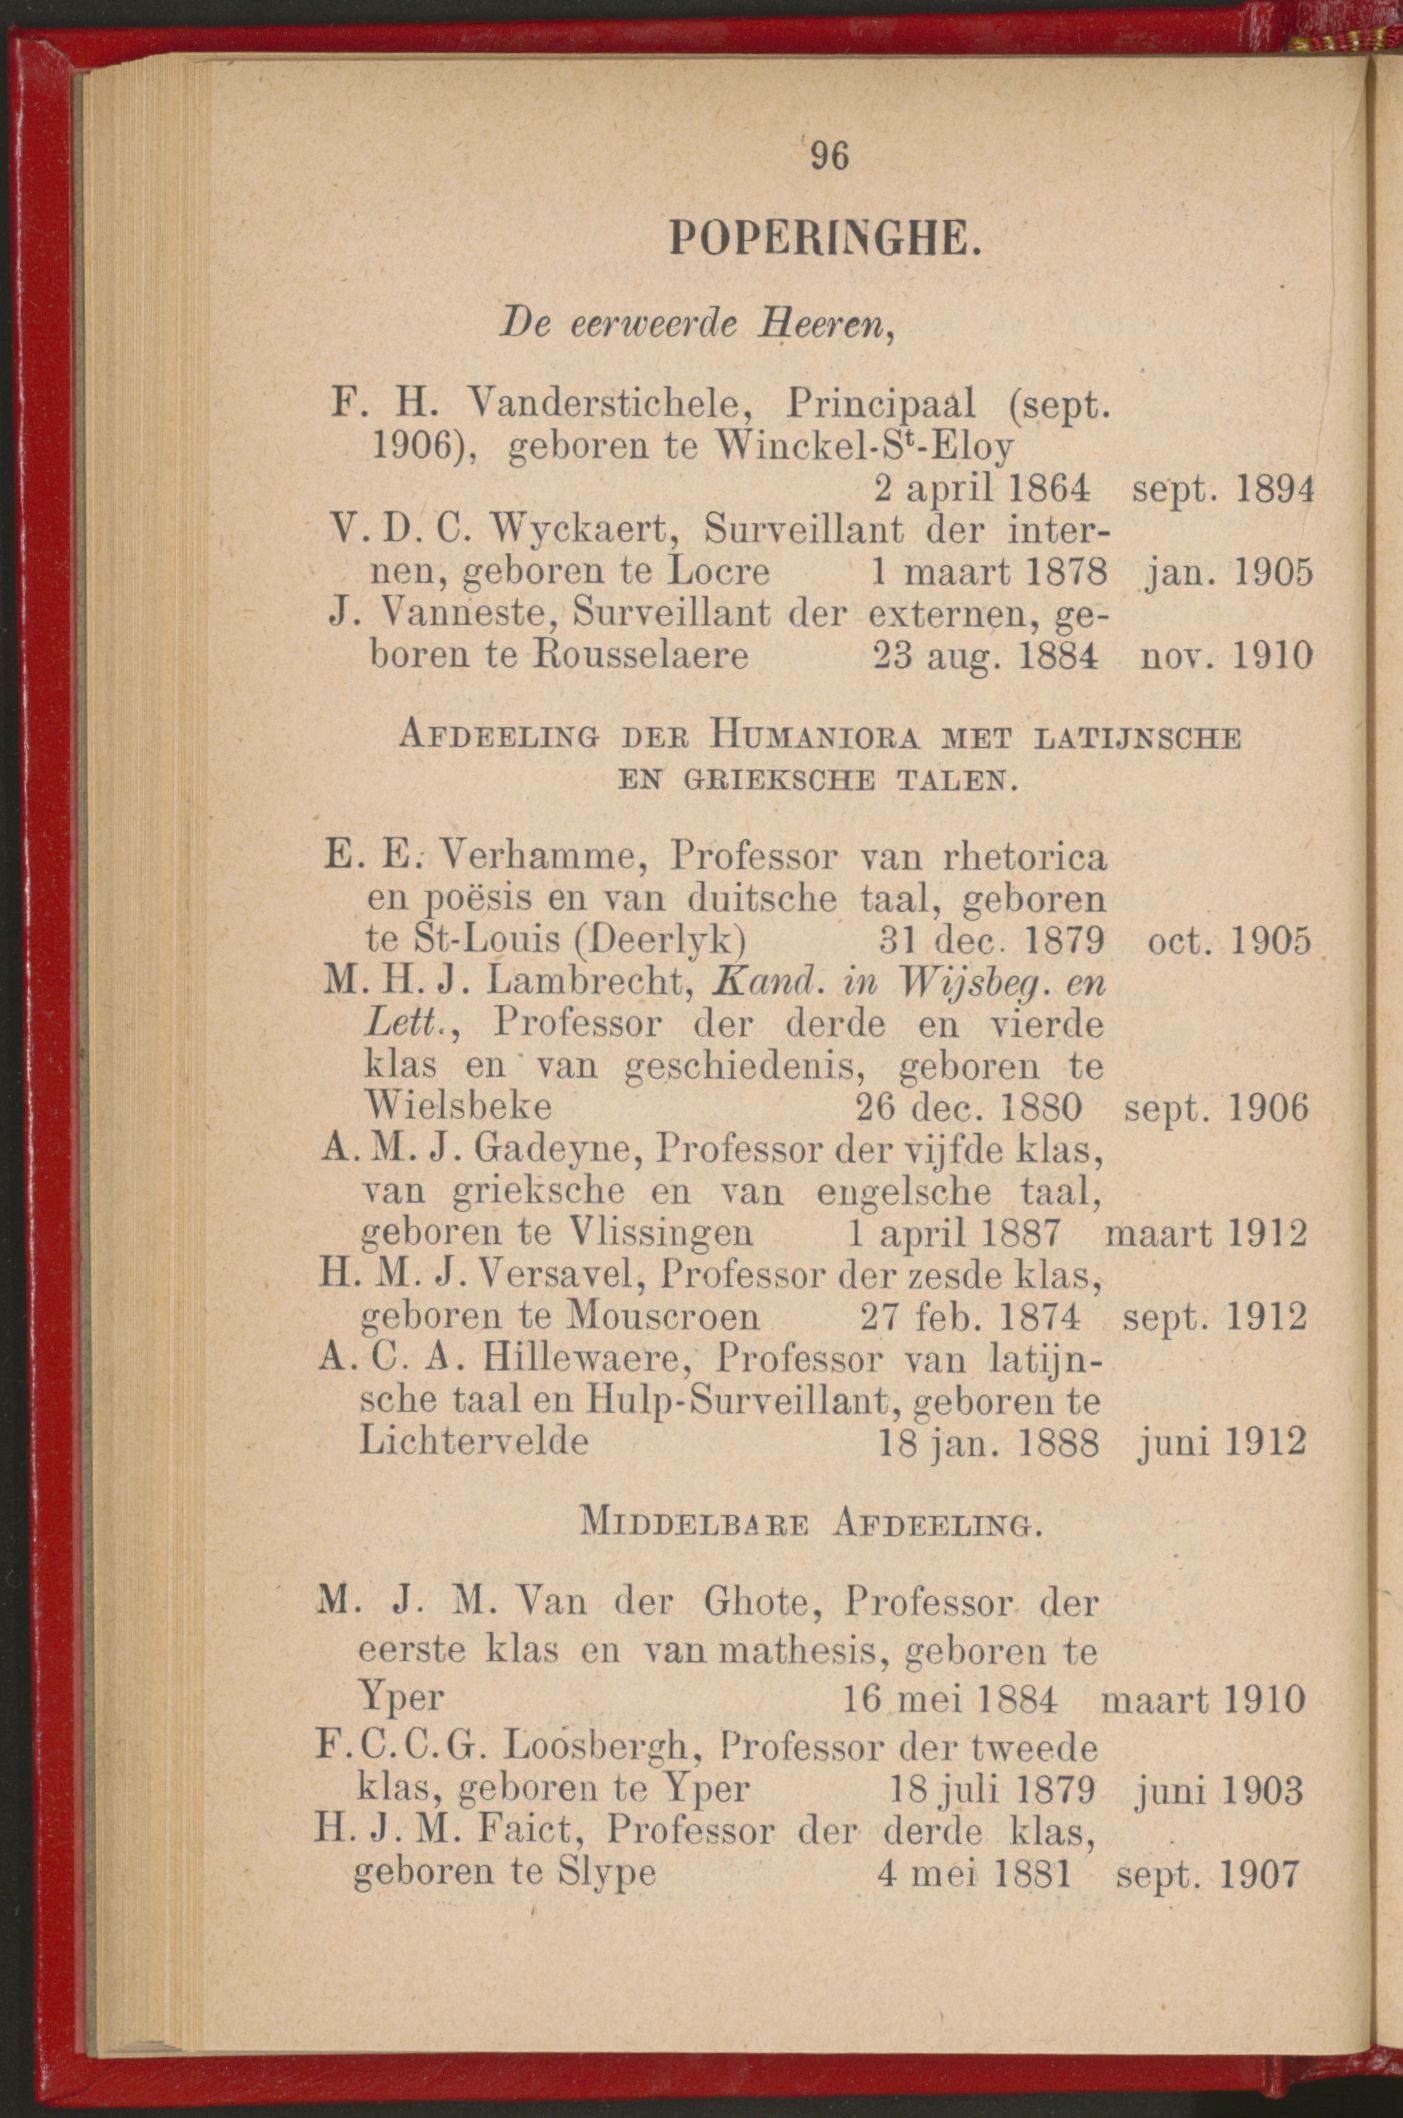 96
POPERINGHE.
De eerweerde Heeren,
F. H. Vanderstichele, Principaal (sept.
1906), geboren te Winckel-Sᵗ-Eloy
2 april 1864 sept. 1894
V. D. C. Wyckaert, Surveillant der inter-
nen, geboren te Locre 1 maart 1878 jan. 1905
J. Vanneste, Surveillant der externen, ge-
boren te Rousselaere 23 aug. 1884 nov. 1910
AFDEELING DER HUMANIORA MET LATIJNSCHE
EN GRIEKSCHE TALEN.
E. E. Verhamme, Professor van rhetorica
en poësis en van duitsche taal, geboren
te St-Louis (Deerlyk) 31 dec. 1879 oct. 1905
M. H. J. Lambrecht, Kand. in Wijsbeg. en
Lett., Professor der derde en vierde
klas en van geschiedenis, geboren te
Wielsbeke 26 dec. 1880 sept. 1906
A. M. J. Gadeyne, Professor der vijfde klas,
van grieksche en van engelsche taal,
geboren te Vlissingen 1 april 1887 maart 1912
H. M. J. Versavel, Professor der zesde klas,
geboren te Mouscroen 27 feb. 1874 sept. 1912
A. C. A. Hillewaere, Professor van latijn-
sche taal en Hulp-Surveillant, geboren te
Lichtervelde 18 jan. 1888 juni 1912
MIDDELBARE AFDEELING.
M. J. M. Van der Ghote, Professor der
eerste klas en van mathesis, geboren te
Yper 16 mei 1884 maart 1910
F. C. C. G. Loosbergh, Professor der tweede
klas, geboren te Yper 18 juli 1879 juni 1903
H. J. M. Faict, Professor der derde klas,
geboren te Slype 4 mei 1881 sept. 1907